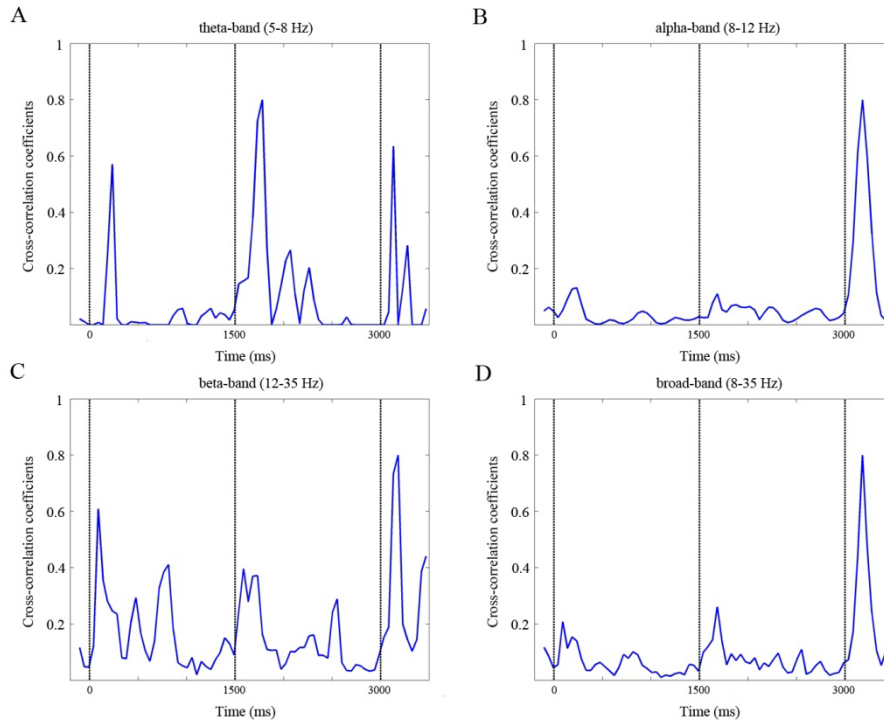 A
theta-band (5-8 Hz)
1
0.8
0.6
0.4
0.2
Cross-correlation coefficients
0
1500
3000
Time (ms)
B
alpha-band (8-12 Hz)
1
0.8
0.6
0.4
0.2
Cross-correlation coefficients
0
1500
3000
Time (ms)
C
beta-band (12-35 Hz)
1
0.8
0.6
0.4
0.2
Cross-correlation coefficients
0
1500
3000
Time (ms)
D
broad-band (8-35 Hz)
1
0.8
0.6
0.4
0.2
Cross-correlation coefficients
0
1500
3000
Time (ms)